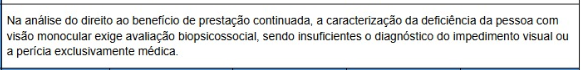 Na análise do direito ao benefício de prestação continuada, a caracterização da deficiência da pessoa com
visão monocular exige avaliação biopsicossocial, sendo insuficientes o diagnóstico do impedimento visual ou
a perícia exclusivamente médica.